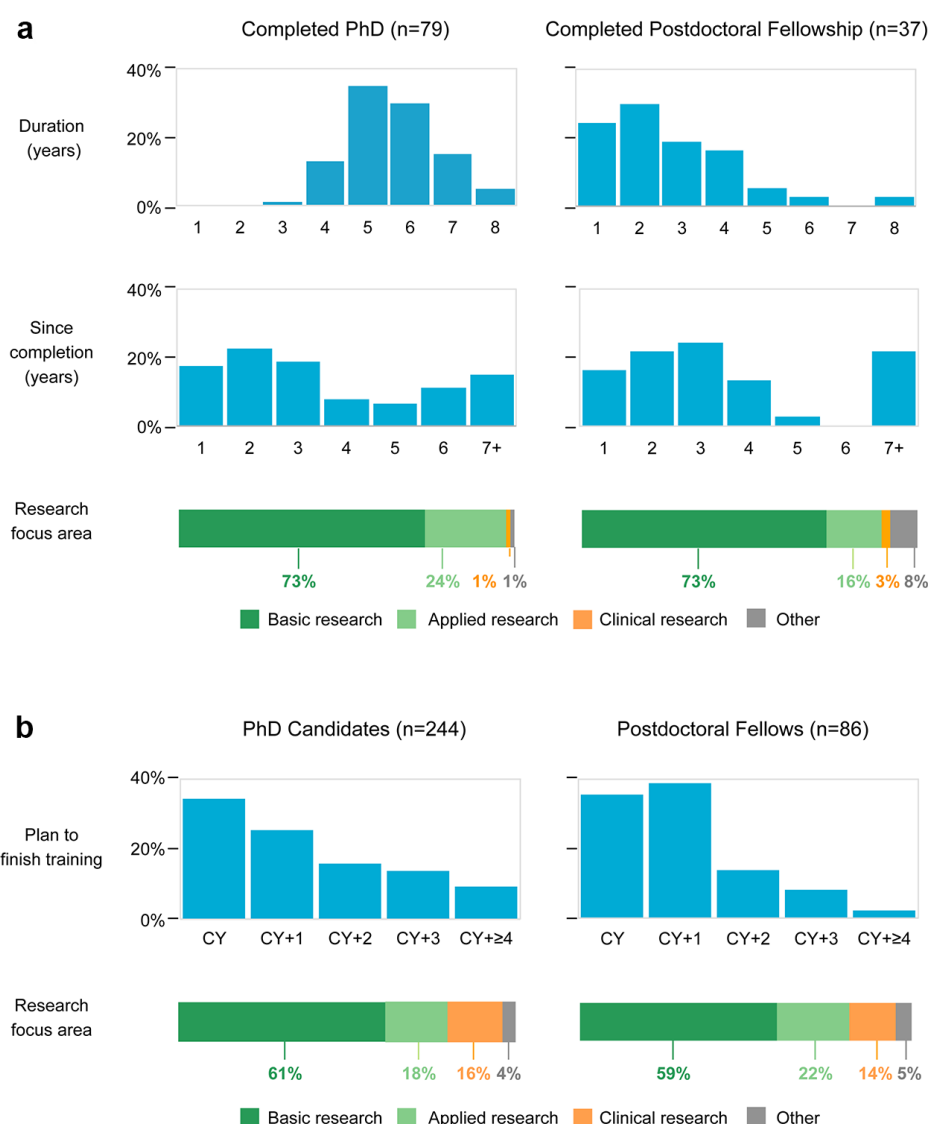 a
Completed PhD (n=79)
Completed Postdoctoral Fellowship (n=37)
Duration
(years)
40%
20%
0%
1 2 3 4 5 6 7 8
1 2 3 4 5 6 7 8
Since
completion
(years)
40%
20%
0%
1 2 3 4 5 6 7+
1 2 3 4 5 6 7+
Research
focus area
73% 24% 1% 1%
73% 16% 3% 8%
Basic research Applied research Clinical research Other
b
PhD Candidates (n=244)
Postdoctoral Fellows (n=86)
Plan to
finish training
40%
20%
0%
CY CY+1 CY+2 CY+3 CY+≥4
CY CY+1 CY+2 CY+3 CY+≥4
Research
focus area
61% 18% 16% 4%
59% 22% 14% 5%
Basic research Applied research Clinical research Other